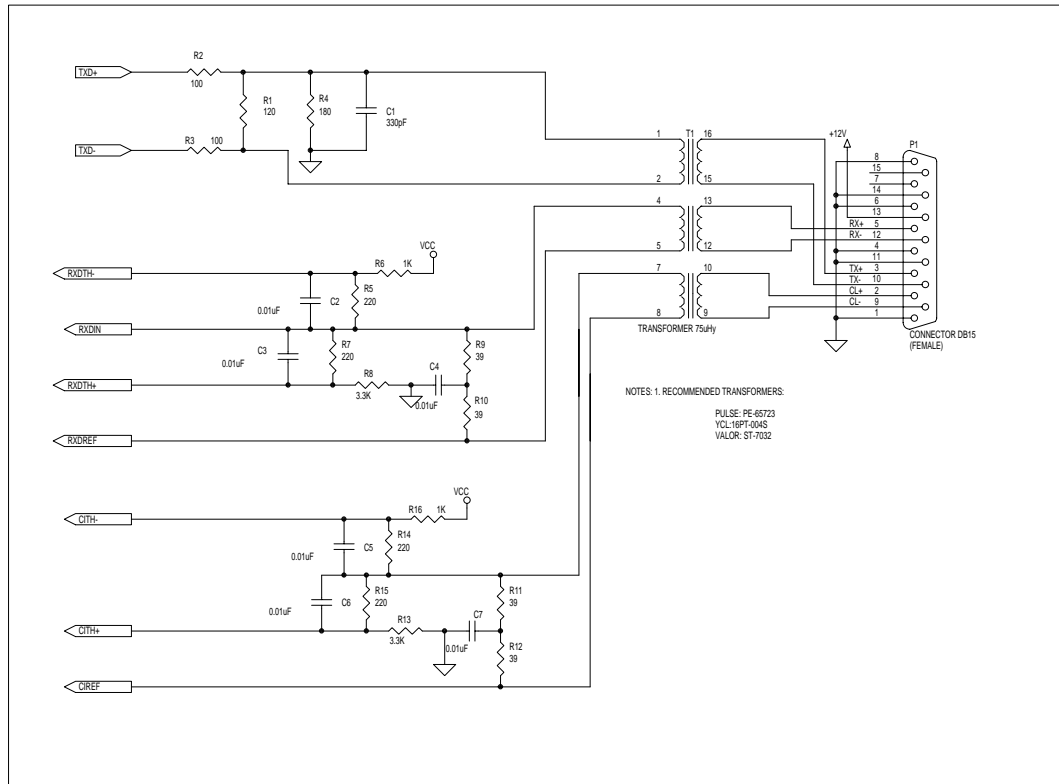 R2
TXD+
100
R1
120
R4
180
C1
330pF
R3 100
TXD-
1 T1 16
2 15
+12V
P1
8
15
7
14
6
13
RX+ 5
RX- 12
4
11
TX+ 3
TX- 10
CL+ 2
CL- 9
1
CONNECTOR DB15
(FEMALE)
4 13
5 12
7 10
8 9
TRANSFORMER 75uHy
VCC
R6 1K
RXDTH-
C2
0.01uF
R5
220
RXDIN
C3
0.01uF
R7
220
R9
39
R8
3.3K
C4
0.01uF
RXDTH+
R10
39
RXDREF
NOTES: 1. RECOMMENDED TRANSFORMERS:
PULSE: PE-65723
YCL:16PT-004S
VALOR: ST-7032
VCC
R16 1K
CITH-
C5
0.01uF
R14
220
C6
0.01uF
R15
220
R11
39
R13
3.3K
C7
0.01uF
CITH+
R12
39
CIREF